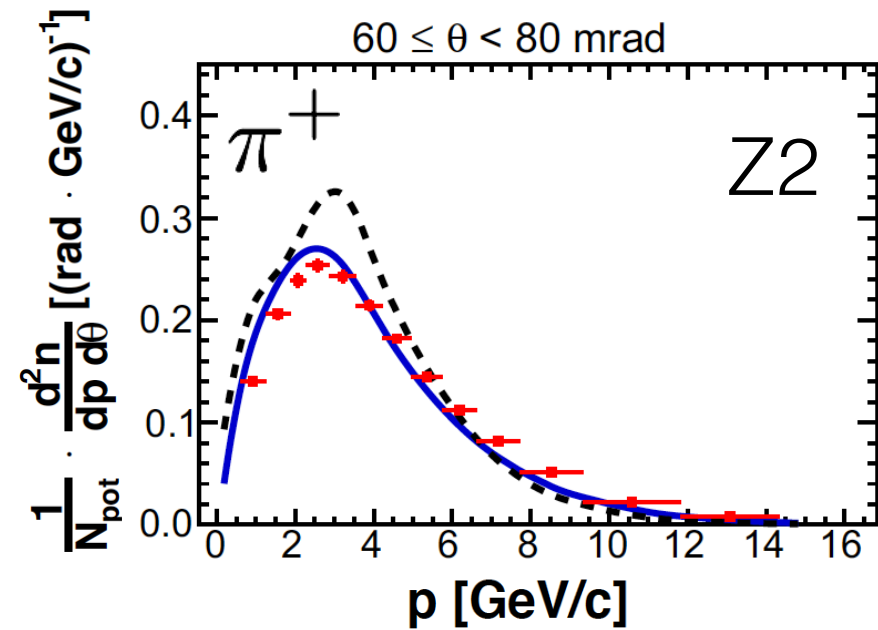 60 ≤ θ < 80 mrad
π+
Z2
1/N_pot · d²n/dp dθ [(rad · GeV/c)⁻¹]
0.4
0.3
0.2
0.1
0.0
0 2 4 6 8 10 12 14 16
p [GeV/c]